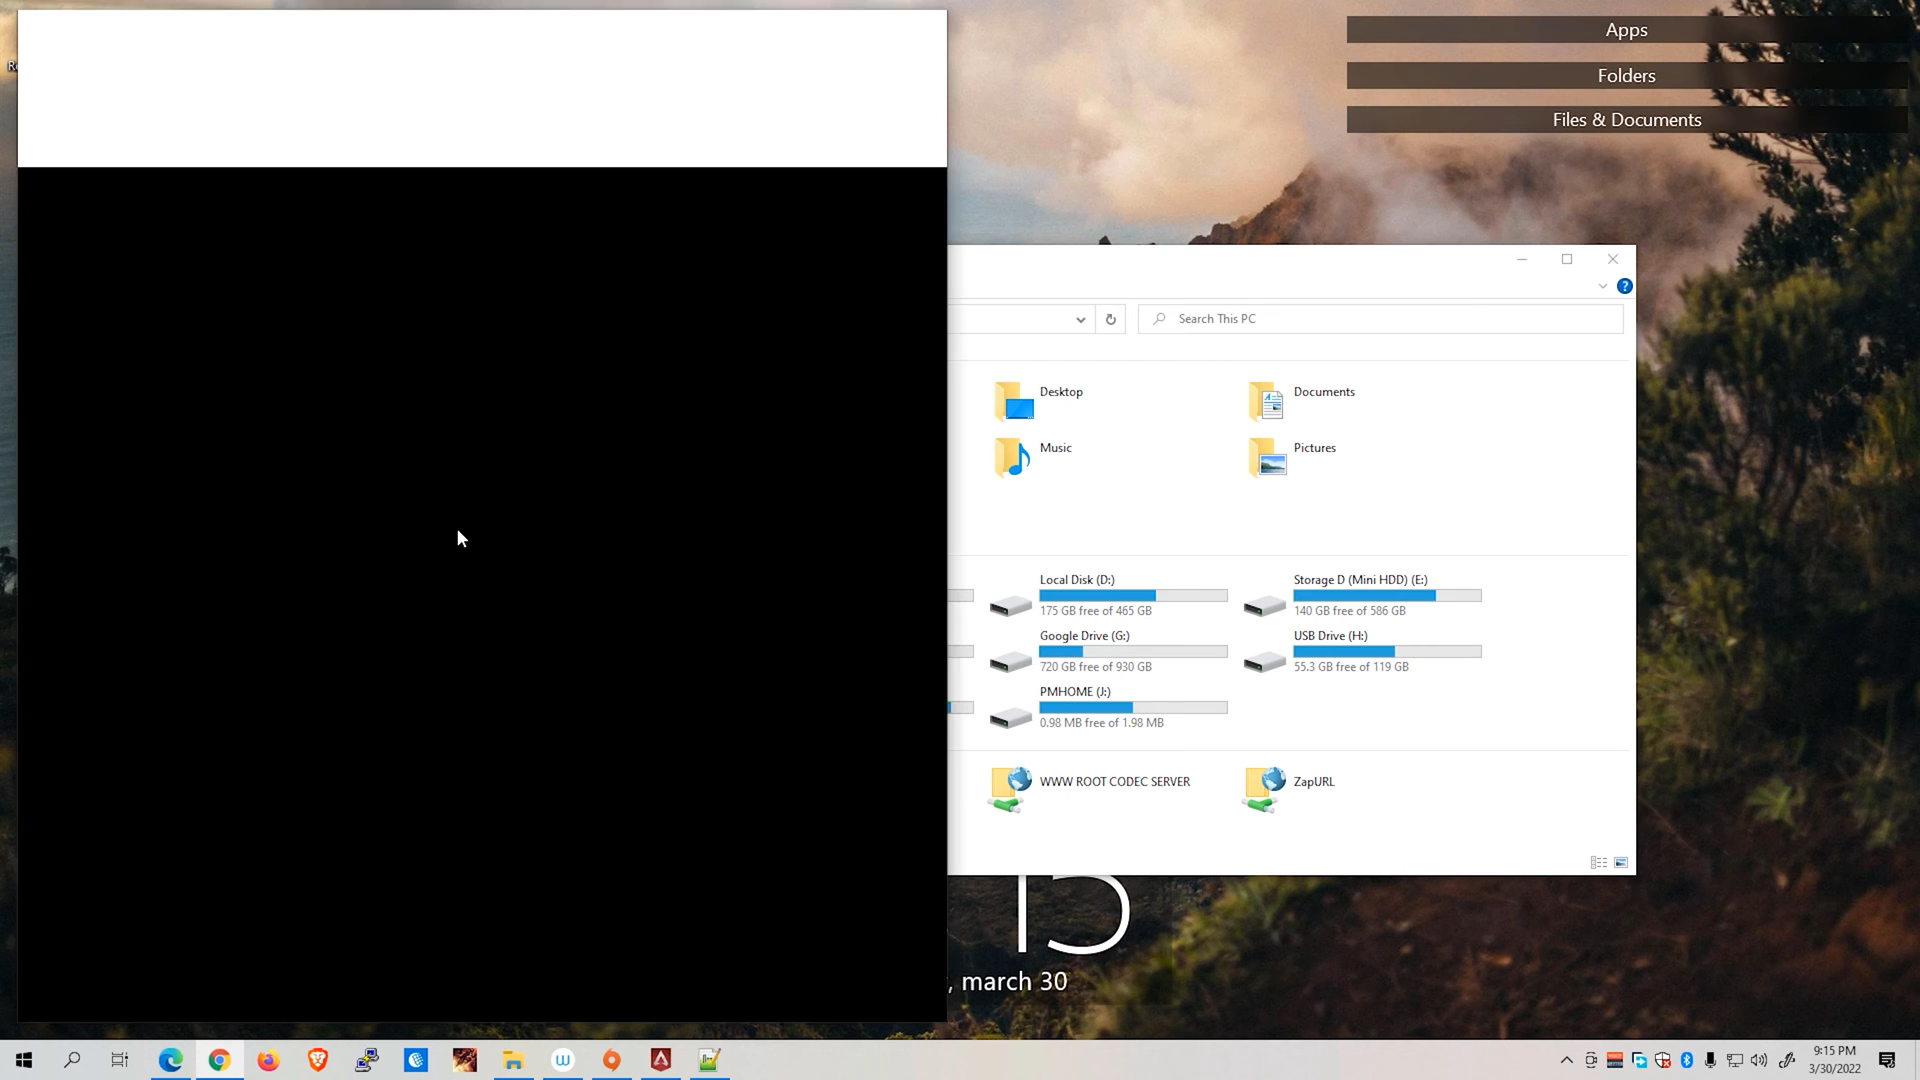 Apps
Folders
Files & Documents
Search This PC
Desktop
Documents
Music
Pictures
Local Disk (D:)
175 GB free of 465 GB
Storage D (Mini HDD) (E:)
140 GB free of 586 GB
Google Drive (G:)
720 GB free of 930 GB
USB Drive (H:)
55.3 GB free of 119 GB
PMHOME (J:)
0.98 MB free of 1.98 MB
WWW ROOT CODEC SERVER
ZapURL
15
, march 30
9:15 PM
3/30/2022